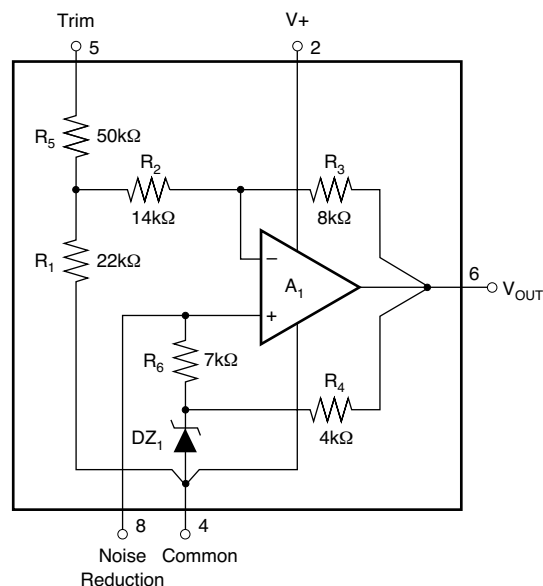 Trim
V+
5
2
R5
50kΩ
R2
R3
14kΩ
8kΩ
R1
22kΩ
–
A1
6
VOUT
+
R6
7kΩ
R4
DZ1
4kΩ
8
4
Noise
Reduction
Common